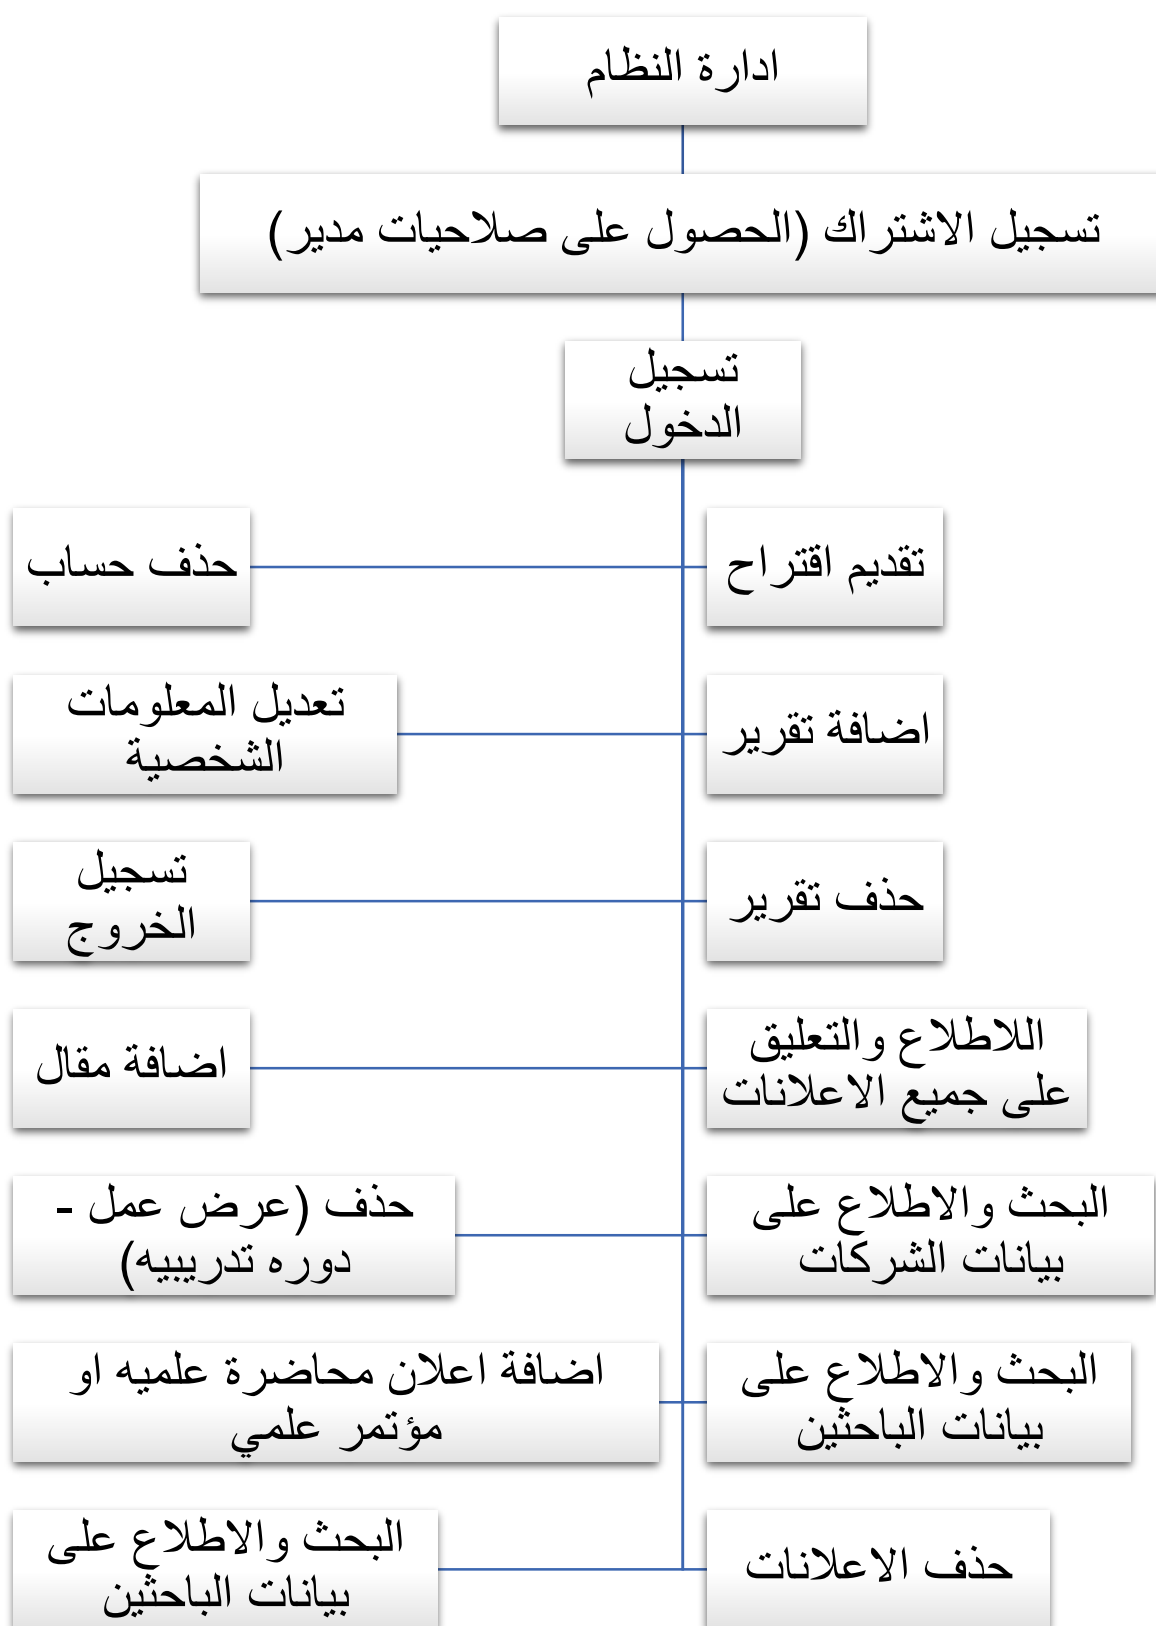 ادارة النظام
تسجيل الاشتراك (الحصول على صلاحيات مدير)
تسجيل
الدخول
تقديم اقتراح
حذف حساب
اضافة تقرير
تعديل المعلومات
الشخصية
حذف تقرير
تسجيل
الخروج
اللاطلاع والتعليق
على جميع الاعلانات
اضافة مقال
البحث والاطلاع على
بيانات الشركات
حذف (عرض عمل -
دوره تدريبيه)
البحث والاطلاع على
بيانات الباحثين
اضافة اعلان محاضرة علميه او
مؤتمر علمي
حذف الاعلانات
البحث والاطلاع على
بيانات الباحثين